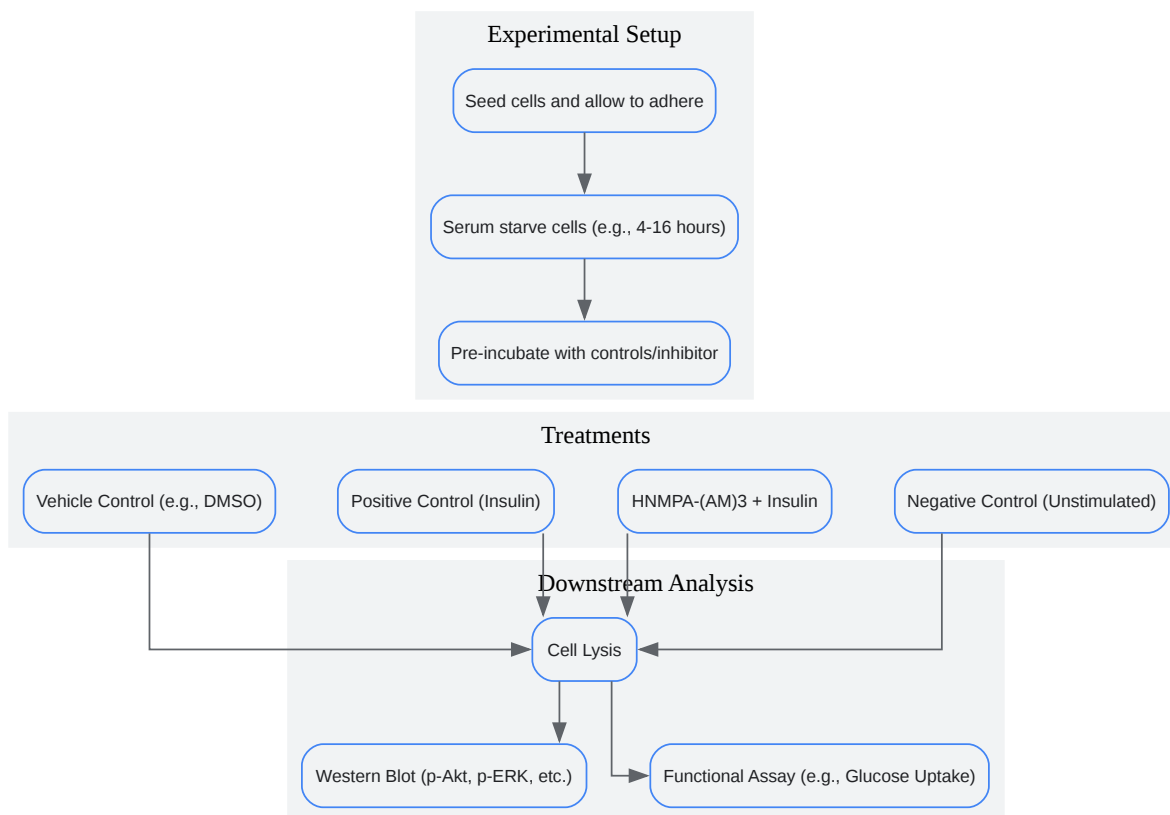 Experimental Setup
Seed cells and allow to adhere
Serum starve cells (e.g., 4-16 hours)
Pre-incubate with controls/inhibitor
Treatments
Vehicle Control (e.g., DMSO)
Positive Control (Insulin)
HNMPA-(AM)3 + Insulin
Negative Control (Unstimulated)
Downstream Analysis
Cell Lysis
Western Blot (p-Akt, p-ERK, etc.)
Functional Assay (e.g., Glucose Uptake)